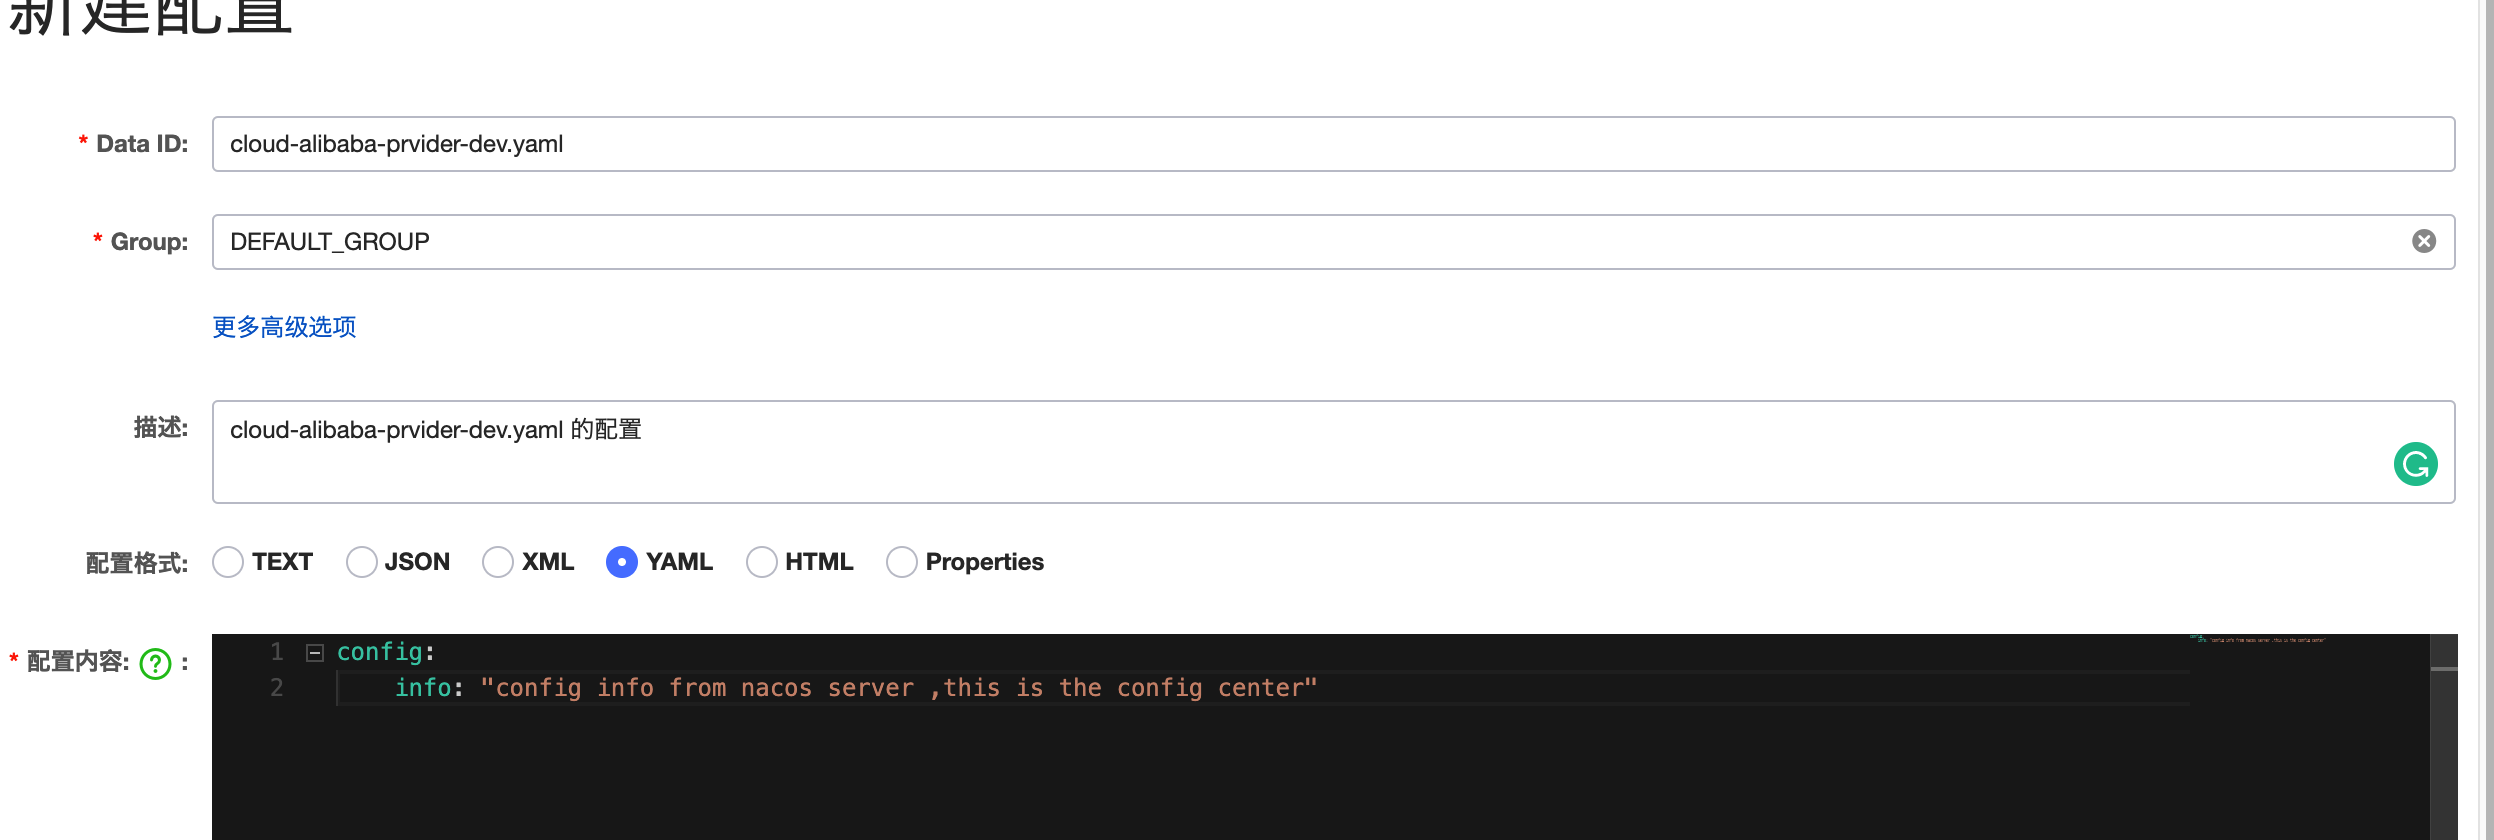 新建配置
* Data ID: cloud-alibaba-prvider-dev.yaml
* Group: DEFAULT_GROUP
更多高级选项
描述: cloud-alibaba-prvider-dev.yaml 的配置
配置格式: TEXT JSON XML YAML HTML Properties
* 配置内容: ? :
1 config:
2 info: "config info from nacos server ,this is the config center"